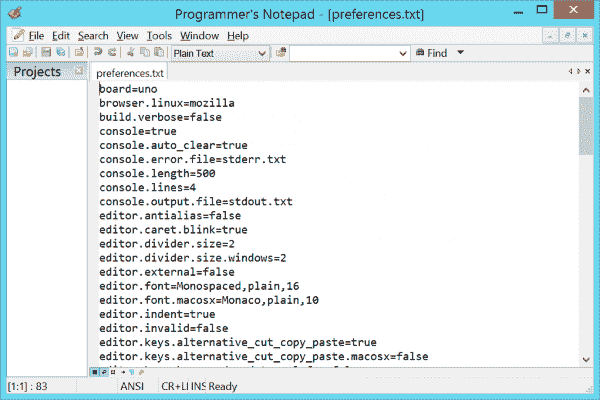 Programmer's Notepad - [preferences.txt]
File Edit Search View Tools Window Help
Plain Text Find
Projects
preferences.txt
board=uno
browser.linux=mozilla
build.verbose=false
console=true
console.auto_clear=true
console.error.file=stderr.txt
console.length=500
console.lines=4
console.output.file=stdout.txt
editor.antialias=false
editor.caret.blink=true
editor.divider.size=2
editor.divider.size.windows=2
editor.external=false
editor.font=Monospaced,plain,16
editor.font.macosx=Monaco,plain,10
editor.indent=true
editor.invalid=false
editor.keys.alternative_cut_copy_paste=true
editor.keys.alternative_cut_copy_paste.macosx=false
[1:1] : 83 ANSI CR+LI INS Ready